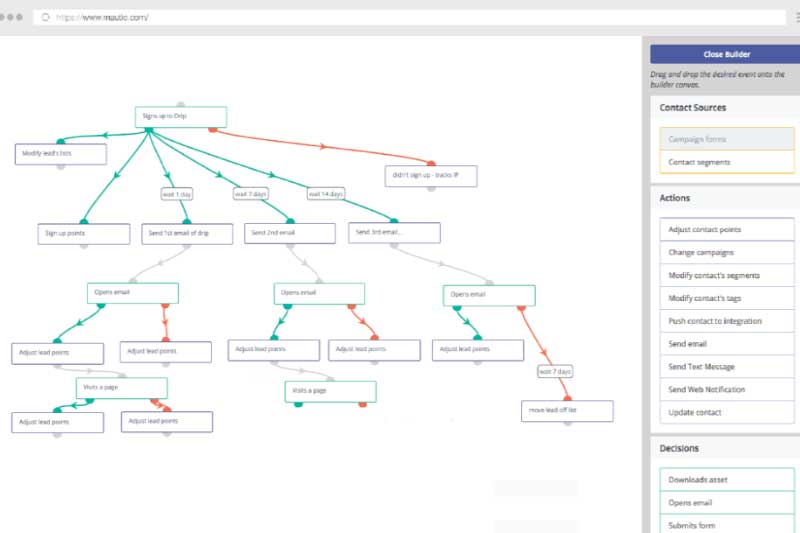 https://www.mautic.com/
Close Builder
Drag and drop the desired event onto the
builder canvas.
Contact Sources
Campaign forms
Contact segments
Actions
Adjust contact points
Change campaigns
Modify contact's segments
Modify contact's tags
Push contact to integration
Send email
Send Text Message
Send Web Notification
Update contact
Decisions
Downloads asset
Opens email
Submits form
Signs up to Drip
Modify lead's lists
didn't sign up - tracks IP
wait 1 day
wait 7 days
wait 14 days
Sign up points
Send 1st email of drip
Send 2nd email
Send 3rd email...
Opens email
Opens email
Opens email
Adjust lead points
Adjust lead points
Adjust lead points
Adjust lead points
Adjust lead points
wait 7 days
Visits a page
Visits a page
move lead off list
Adjust lead points
Adjust lead points